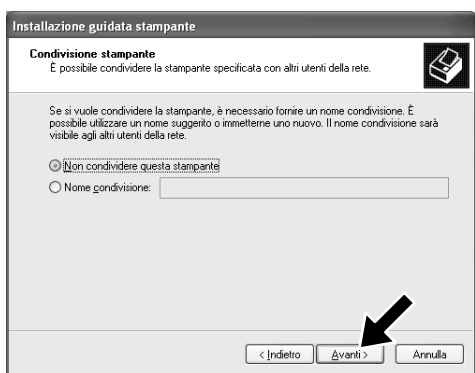 Installazione guidata stampante
Condivisione stampante
È possibile condividere la stampante specificata con altri utenti della rete.
Se si vuole condividere la stampante, è necessario fornire un nome condivisione. È
possibile utilizzare un nome suggerito o immetterne uno nuovo. Il nome condivisione sarà
visibile agli altri utenti della rete.
Non condividere questa stampante
Nome condivisione:
< Indietro Avanti > Annulla